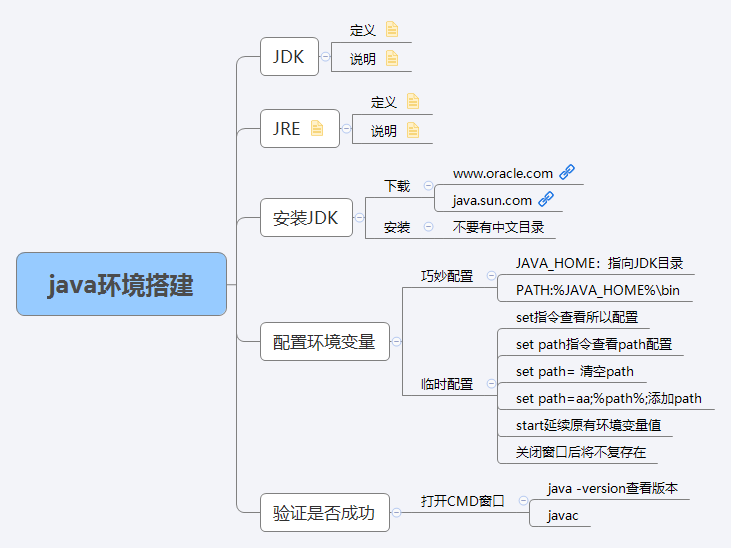 java环境搭建
JDK
定义
说明
JRE
定义
说明
安装JDK
下载
www.oracle.com
java.sun.com
安装
不要有中文目录
配置环境变量
巧妙配置
JAVA_HOME：指向JDK目录
PATH:%JAVA_HOME%\bin
临时配置
set指令查看所以配置
set path指令查看path配置
set path= 清空path
set path=aa;%path%;添加path
start延续原有环境变量值
关闭窗口后将不复存在
验证是否成功
打开CMD窗口
java -version查看版本
javac